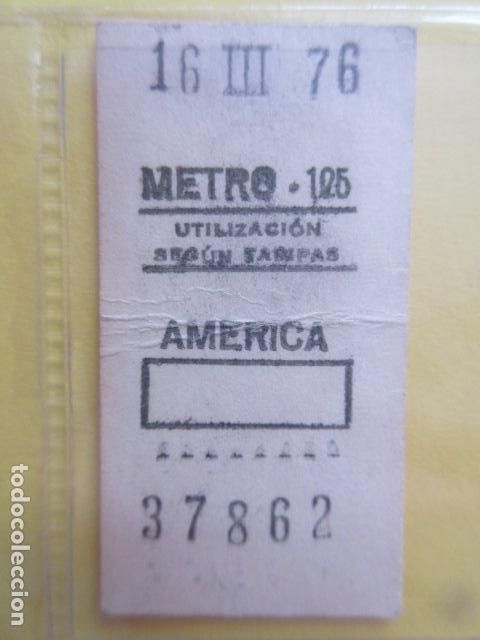 16 III 76
METRO · 125
UTILIZACIÓN
SEGÚN TARIFAS
AMERICA
37862
todocoleccion